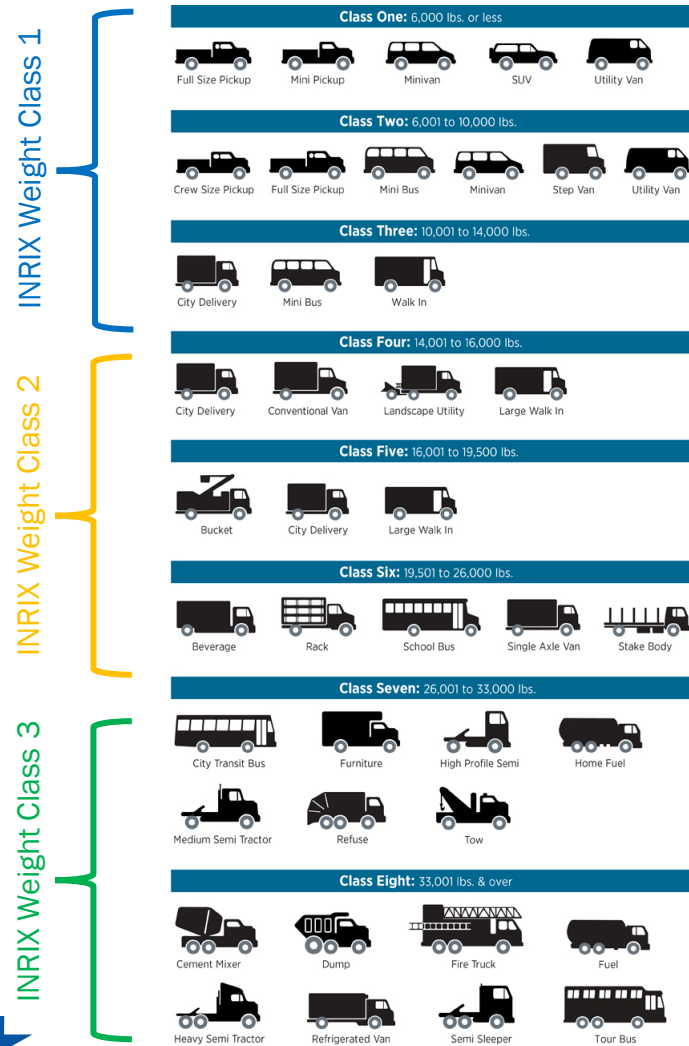 INRIX Weight Class 1
Class One: 6,000 lbs. or less
Full Size Pickup Mini Pickup Minivan SUV Utility Van
Class Two: 6,001 to 10,000 lbs.
Crew Size Pickup Full Size Pickup Mini Bus Minivan Step Van Utility Van
Class Three: 10,001 to 14,000 lbs.
City Delivery Mini Bus Walk In
INRIX Weight Class 2
Class Four: 14,001 to 16,000 lbs.
City Delivery Conventional Van Landscape Utility Large Walk In
Class Five: 16,001 to 19,500 lbs.
Bucket City Delivery Large Walk In
Class Six: 19,501 to 26,000 lbs.
Beverage Rack School Bus Single Axle Van Stake Body
INRIX Weight Class 3
Class Seven: 26,001 to 33,000 lbs.
City Transit Bus Furniture High Profile Semi Home Fuel
Medium Semi Tractor Refuse Tow
Class Eight: 33,001 lbs. & over
Cement Mixer Dump Fire Truck Fuel
Heavy Semi Tractor Refrigerated Van Semi Sleeper Tour Bus